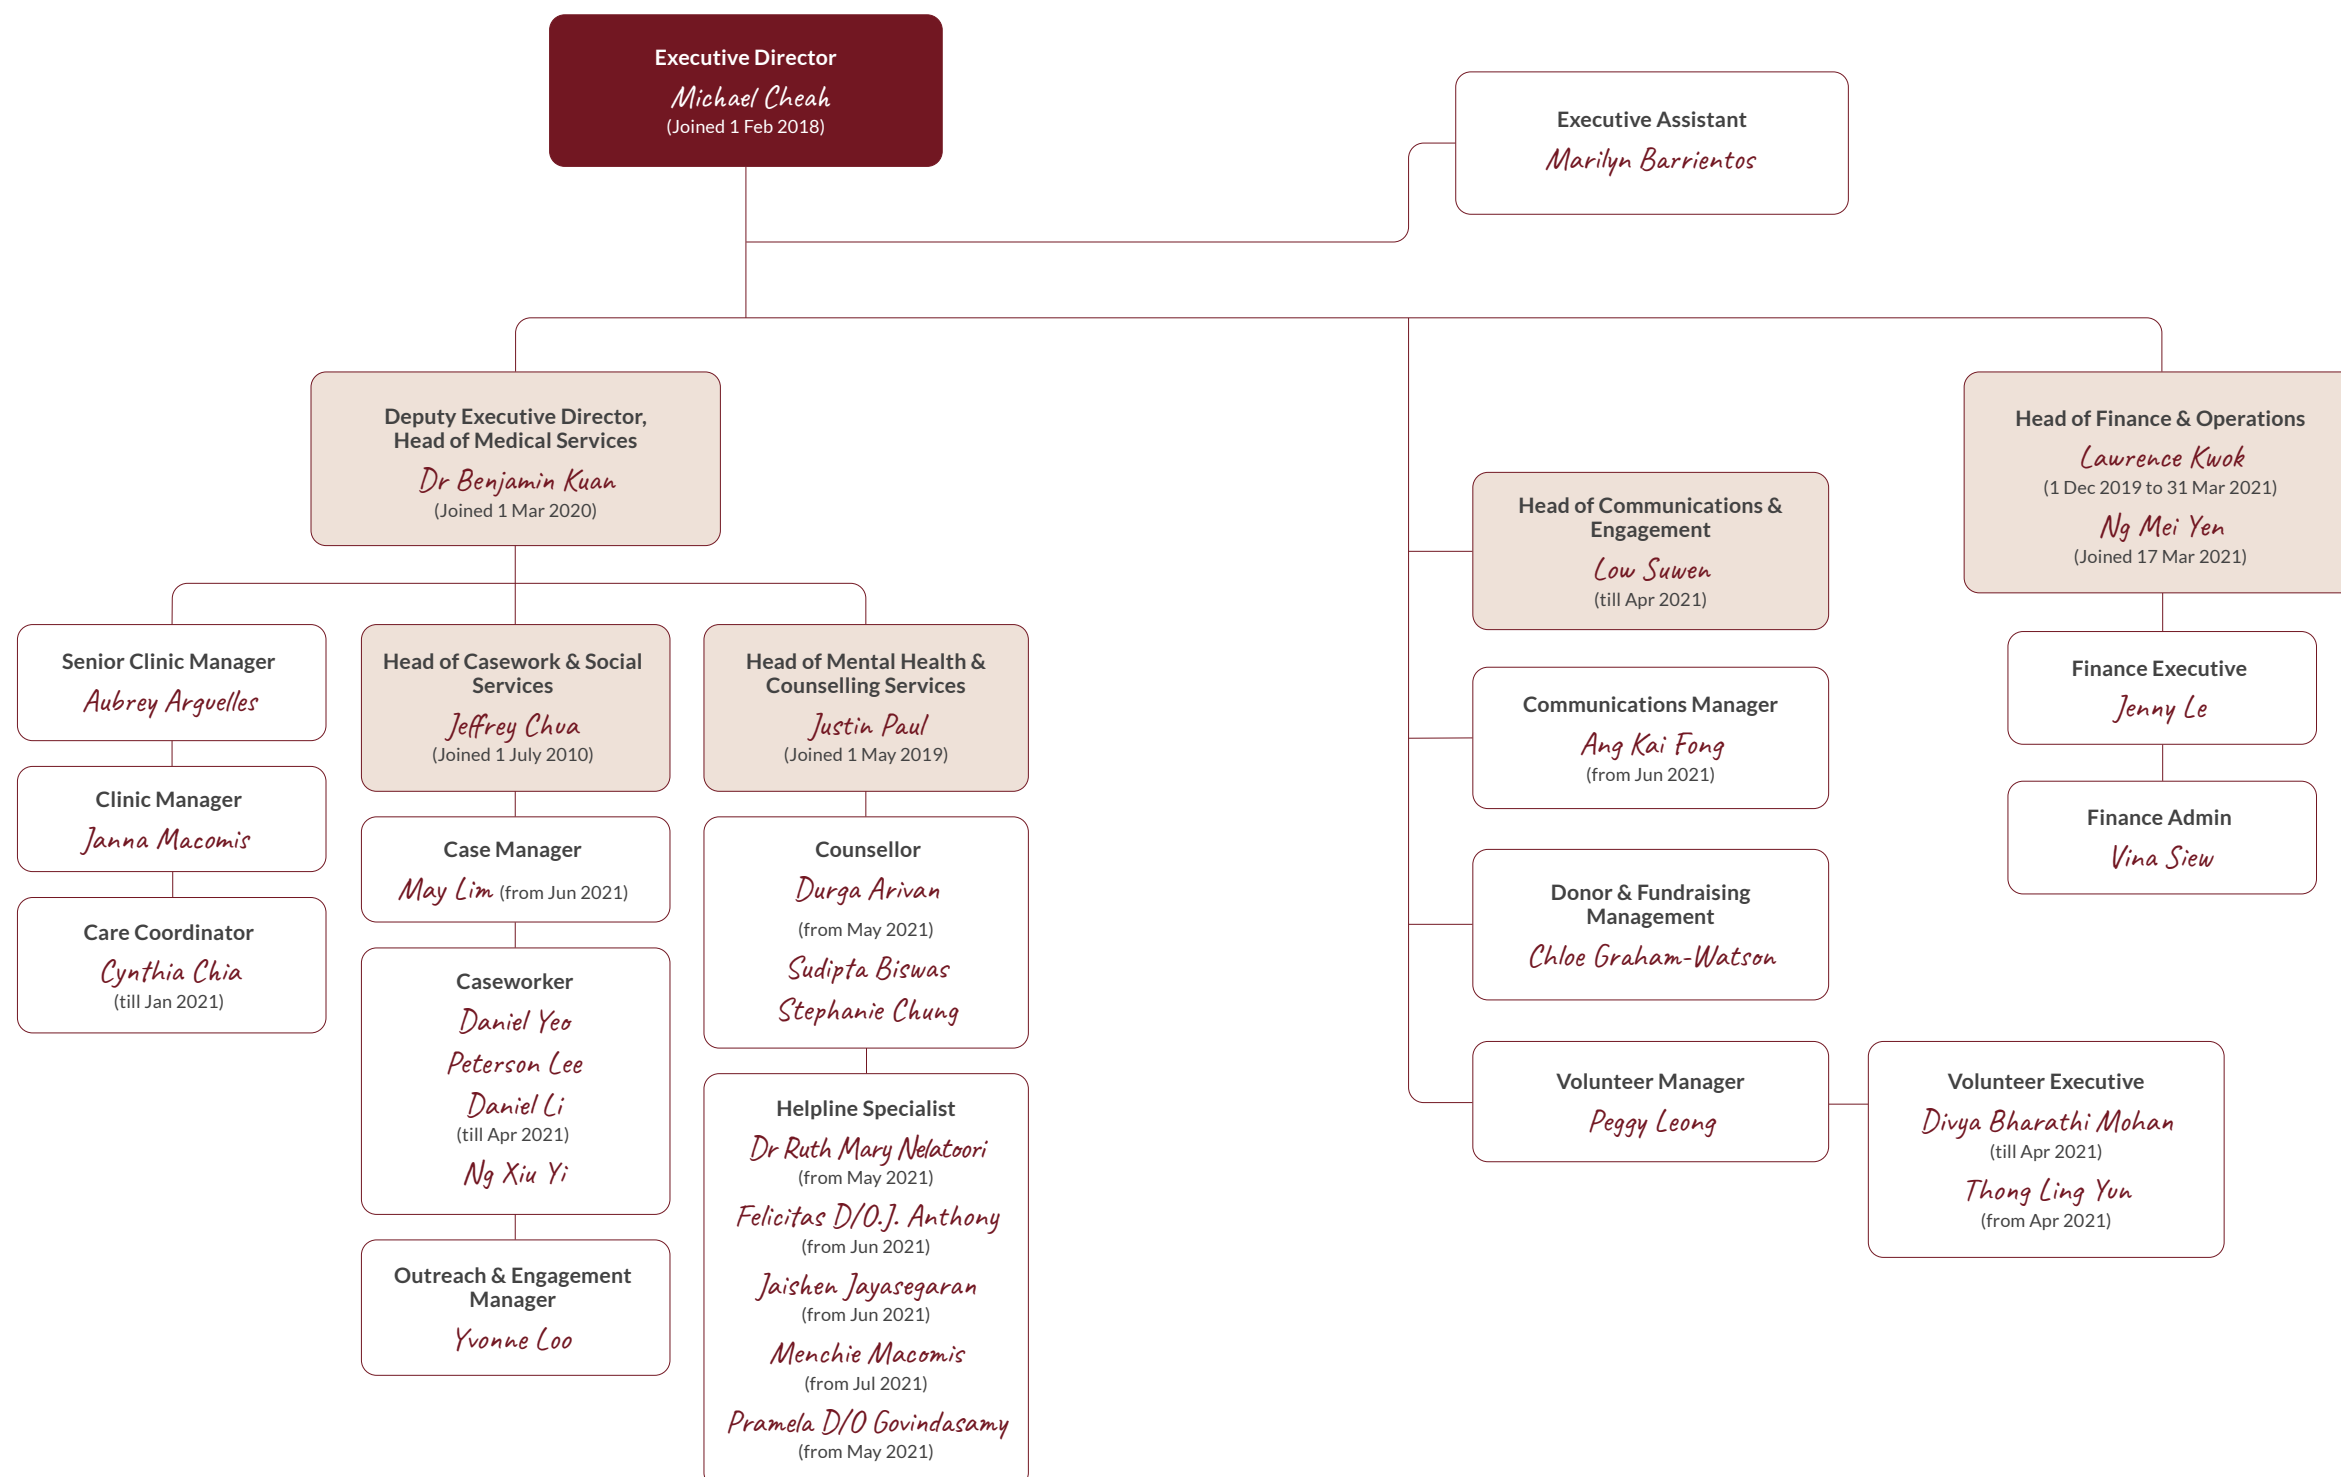 Executive Director
Michael Cheah
(Joined 1 Feb 2018)
Executive Assistant
Marilyn Barrientos
Deputy Executive Director,
Head of Medical Services
Dr Benjamin Kuan
(Joined 1 Mar 2020)
Senior Clinic Manager
Aubrey Arguelles
Clinic Manager
Janna Macomis
Care Coordinator
Cynthia Chia
(till Jan 2021)
Head of Casework & Social
Services
Jeffrey Chua
(Joined 1 July 2010)
Case Manager
May Lim (from Jun 2021)
Caseworker
Daniel Yeo
Peterson Lee
Daniel Li
(till Apr 2021)
Ng Xiu Yi
Outreach & Engagement
Manager
Yvonne Loo
Head of Mental Health &
Counselling Services
Justin Paul
(Joined 1 May 2019)
Counsellor
Durga Arivan
(from May 2021)
Sudipta Biswas
Stephanie Chung
Helpline Specialist
Dr Ruth Mary Nelatoori
(from May 2021)
Felicitas D/O.J. Anthony
(from Jun 2021)
Jaishen Jayasegaran
(from Jun 2021)
Menchie Macomis
(from Jul 2021)
Pramela D/O Govindasamy
(from May 2021)
Head of Communications &
Engagement
Low Suwen
(till Apr 2021)
Communications Manager
Ang Kai Fong
(from Jun 2021)
Donor & Fundraising
Management
Chloe Graham-Watson
Volunteer Manager
Peggy Leong
Volunteer Executive
Divya Bharathi Mohan
(till Apr 2021)
Thong Ling Yun
(from Apr 2021)
Head of Finance & Operations
Lawrence Kwok
(1 Dec 2019 to 31 Mar 2021)
Ng Mei Yen
(Joined 17 Mar 2021)
Finance Executive
Jenny Le
Finance Admin
Vina Siew